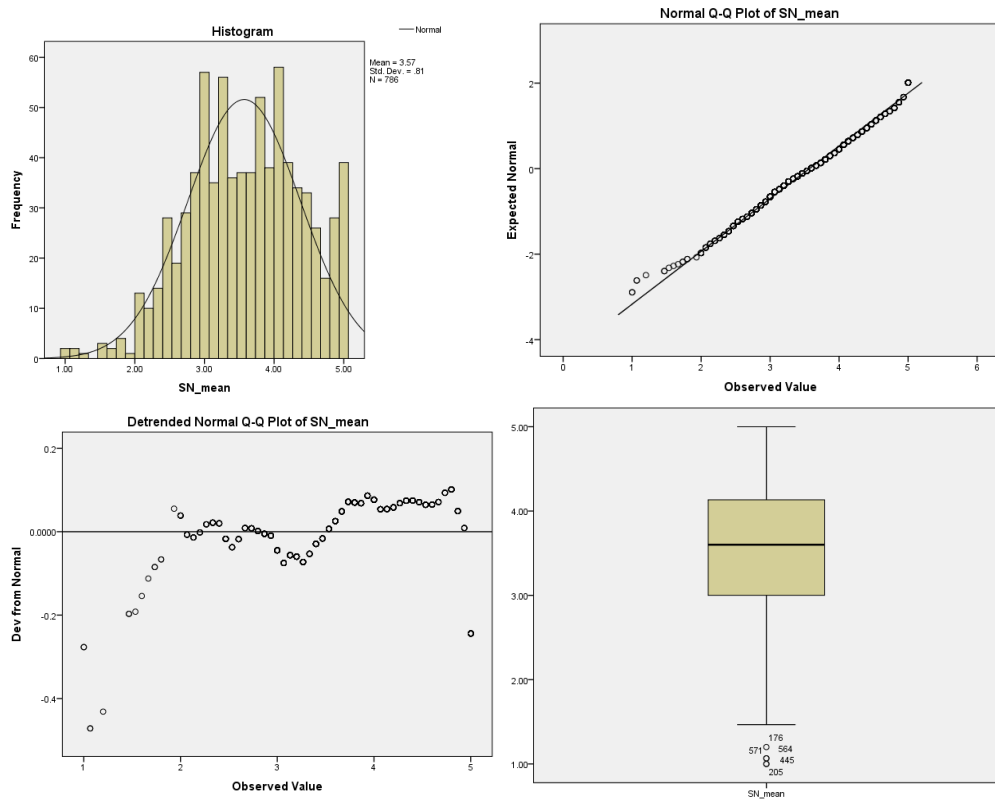 Histogram
Normal
Mean = 3.57
Std. Dev. = .81
N = 786
60
50
40
30
20
10
0
Frequency
1.00 2.00 3.00 4.00 5.00
SN_mean
Normal Q-Q Plot of SN_mean
2
0
-2
-4
Expected Normal
0 1 2 3 4 5 6
Observed Value
Detrended Normal Q-Q Plot of SN_mean
0.2
0.0000
-0.2
-0.4
Dev from Normal
1 2 3 4 5
Observed Value
5.00
4.00
3.00
2.00
1.00
176
571 564
445
205
SN_mean